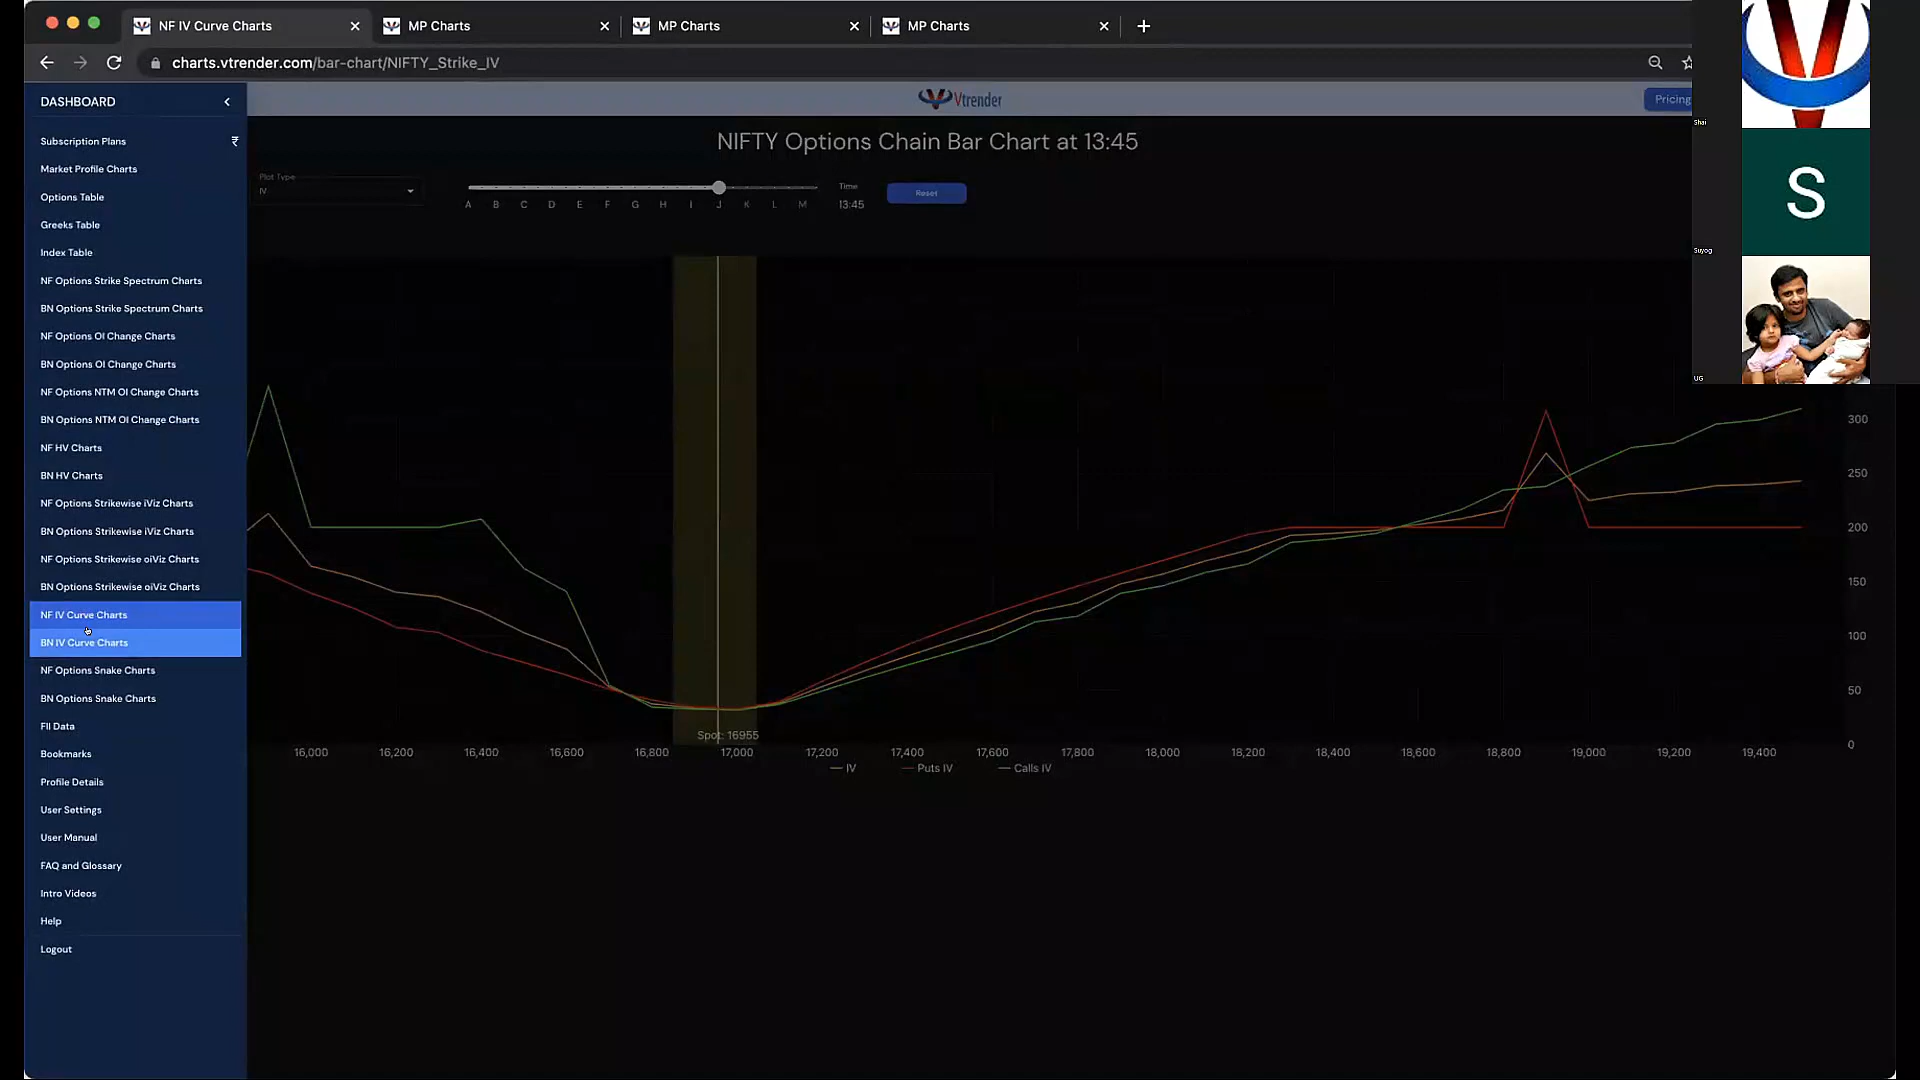 NF IV Curve Charts
MP Charts
MP Charts
MP Charts
charts.vtrender.com/bar-chart/NIFTY_Strike_IV
DASHBOARD
Subscription Plans ₹
Market Profile Charts
Options Table
Greeks Table
Index Table
NF Options Strike Spectrum Charts
BN Options Strike Spectrum Charts
NF Options OI Change Charts
BN Options OI Change Charts
NF Options NTM OI Change Charts
BN Options NTM OI Change Charts
NF HV Charts
BN HV Charts
NF Options Strikewise iViz Charts
BN Options Strikewise iViz Charts
NF Options Strikewise oiViz Charts
BN Options Strikewise oiViz Charts
NF IV Curve Charts
BN IV Curve Charts
NF Options Snake Charts
BN Options Snake Charts
FII Data
Bookmarks
Profile Details
User Settings
User Manual
FAQ and Glossary
Intro Videos
Help
Logout
Vtrender
Pricing
NIFTY Options Chain Bar Chart at 13:45
Plot Type
IV
A B C D E F G H I J K L M
Time
13:45
Reset
300
250
200
150
100
50
0
Spot: 16955
16,000 16,200 16,400 16,600 16,800 17,000 17,200 17,400 17,600 17,800 18,000 18,200 18,400 18,600 18,800 19,000 19,200 19,400
IV Puts IV Calls IV
V
Shai
S
Suyog
UG